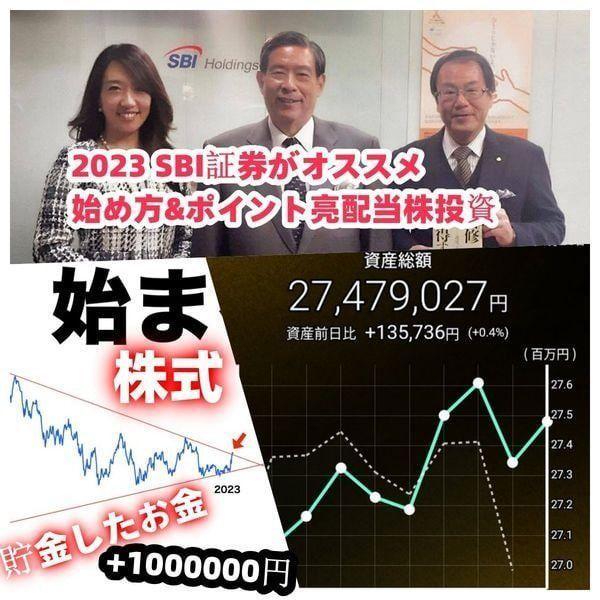 SBI Holdings
2023 SBI証券がオススメ
始め方&ポイント亮配当株投資
始ま
株式
2023
貯金したお金
+1000000円
資産総額
27,479,027円
資産前日比 +135,736円 (+0.4%)
(百万円)
27.6
27.5
27.4
27.3
27.2
27.1
27.0